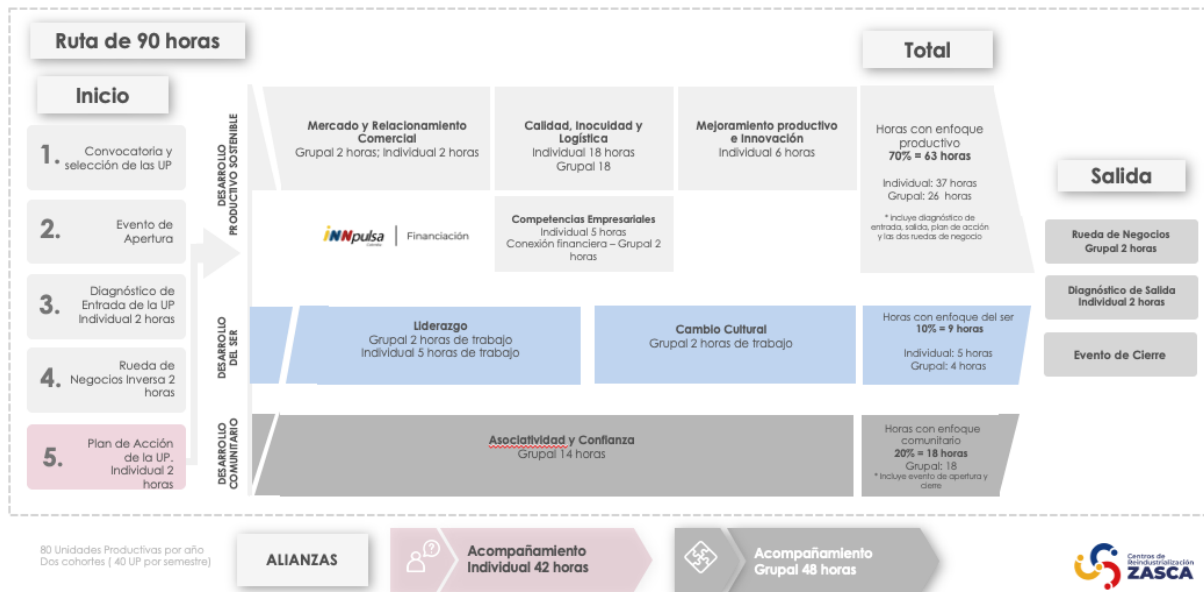 Ruta de 90 horas
Inicio
1. Convocatoria y
selección de las UP
2. Evento de
Apertura
3. Diagnóstico de
Entrada de la UP
Individual 2 horas
4. Rueda de
Negocios Inversa 2
horas
5. Plan de Acción
de la UP.
Individual 2
horas
DESARROLLO
PRODUCTIVO SOSTENIBLE
Mercado y Relacionamiento
Comercial
Grupal 2 horas; Individual 2 horas
Calidad, Inocuidad y
Logística
Individual 18 horas
Grupal 18
Mejoramiento productivo
e Innovación
Individual 6 horas
iNNpulsa
Colombia
Financiación
Competencias Empresariales
Individual 5 horas
Conexión financiera – Grupal 2
horas
Total
Horas con enfoque
productivo
70% = 63 horas
Individual: 37 horas
Grupal: 26 horas
* Incluye diagnóstico de
entrada, salida, plan de acción
y las dos ruedas de negocio
DESARROLLO
DEL SER
Liderazgo
Grupal 2 horas de trabajo
Individual 5 horas de trabajo
Cambio Cultural
Grupal 2 horas de trabajo
Horas con enfoque del ser
10% = 9 horas
Individual: 5 horas
Grupal: 4 horas
DESARROLLO
COMUNITARIO
Asociatividad y Confianza
Grupal 14 horas
Horas con enfoque
comunitario
20% = 18 horas
Grupal: 18
* Incluye evento de apertura y
cierre
Salida
Rueda de Negocios
Grupal 2 horas
Diagnóstico de Salida
Individual 2 horas
Evento de Cierre
80 Unidades Productivas por año
Dos cohortes ( 40 UP por semestre)
ALIANZAS
Acompañamiento
Individual 42 horas
Acompañamiento
Grupal 48 horas
Centros de
Reindustrialización
ZASCA